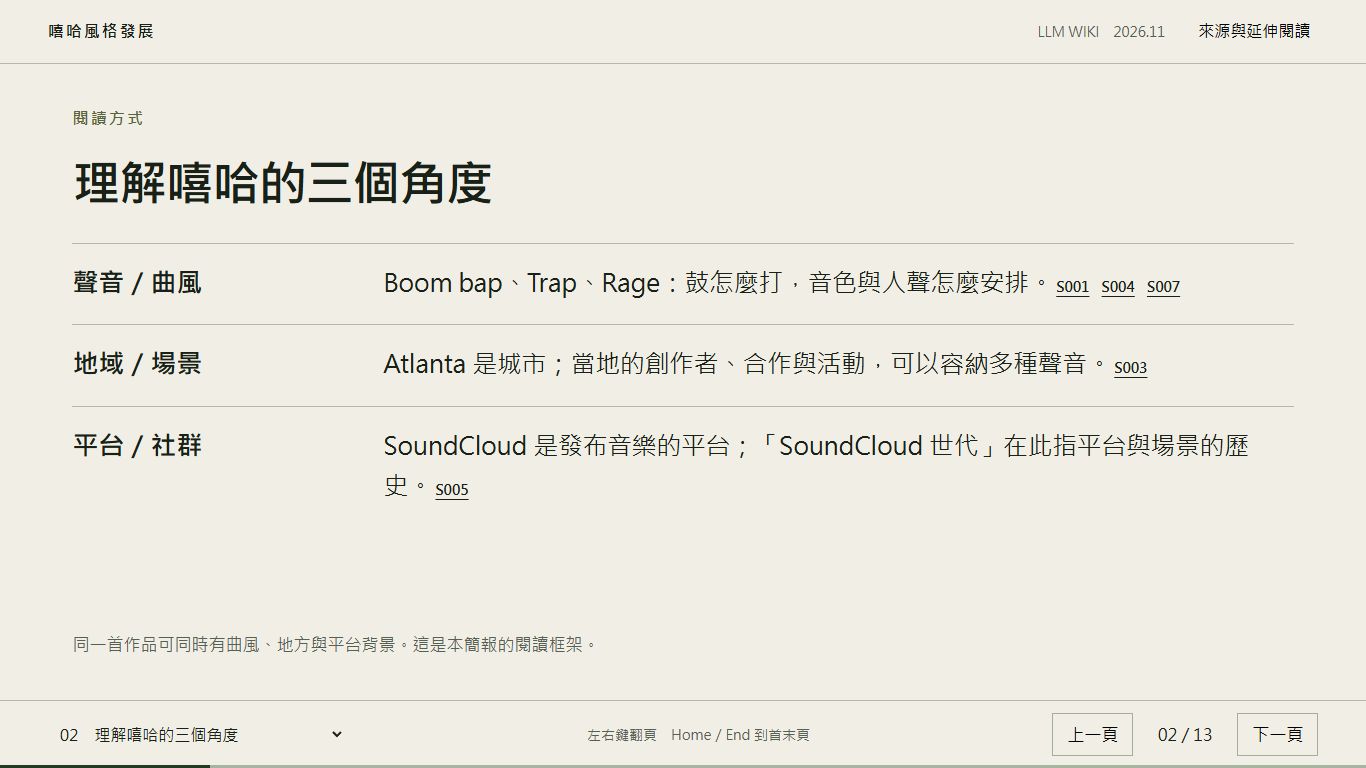 嘻哈風格發展
LLM WIKI 2026.11 來源與延伸閱讀
閱讀方式
理解嘻哈的三個角度
聲音 / 曲風
Boom bap、Trap、Rage：鼓怎麼打，音色與人聲怎麼安排。 S001 S004 S007
地域 / 場景
Atlanta 是城市；當地的創作者、合作與活動，可以容納多種聲音。 S003
平台 / 社群
SoundCloud 是發布音樂的平台；「SoundCloud 世代」在此指平台與場景的歷
史。 S005
同一首作品可同時有曲風、地方與平台背景。這是本簡報的閱讀框架。
02 理解嘻哈的三個角度
左右鍵翻頁 Home / End 到首末頁
上一頁 02 / 13 下一頁